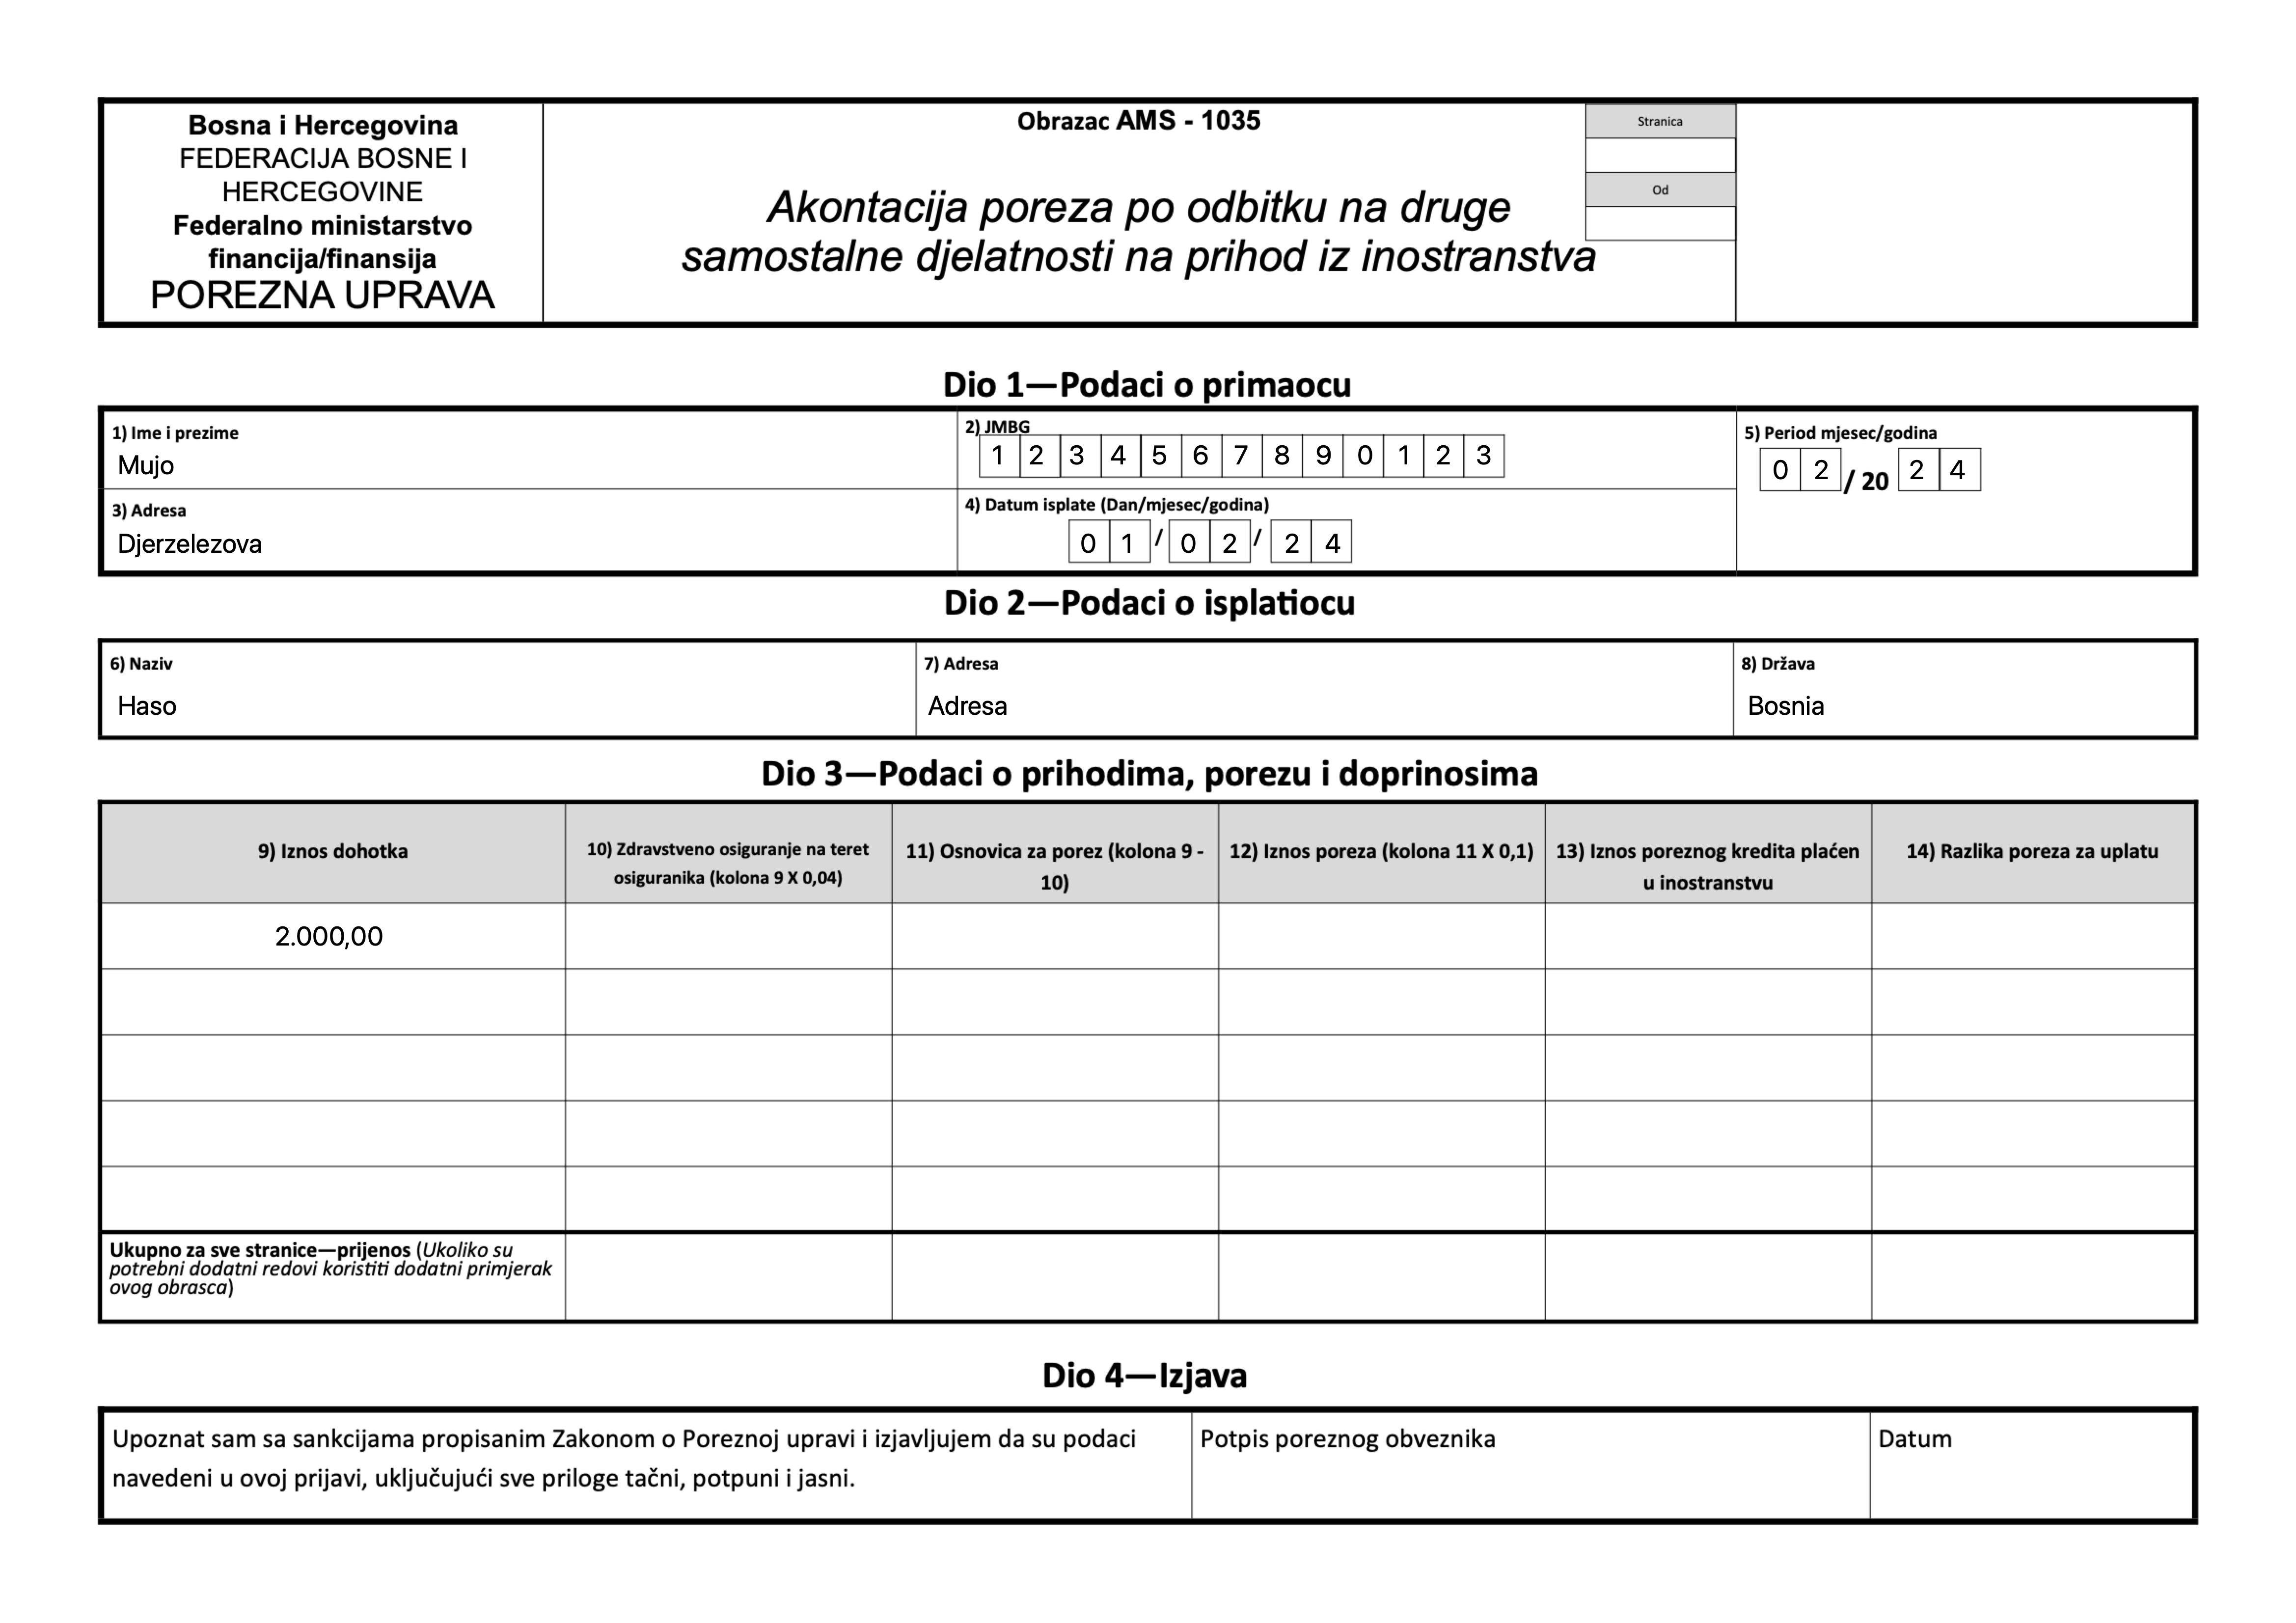 Bosna i Hercegovina
FEDERACIJA BOSNE I
HERCEGOVINE
Federalno ministarstvo
financija/finansija
POREZNA UPRAVA
Obrazac AMS - 1035
Akontacija poreza po odbitku na druge
samostalne djelatnosti na prihod iz inostranstva
Stranica
Od
Dio 1—Podaci o primaocu
1) Ime i prezime
Mujo
2) JMBG
1 2 3 4 5 6 7 8 9 0 1 2 3
5) Period mjesec/godina
0 2 / 20 2 4
3) Adresa
Djerzelezova
4) Datum isplate (Dan/mjesec/godina)
0 1 / 0 2 / 2 4
Dio 2—Podaci o isplatiocu
6) Naziv
Haso
7) Adresa
Adresa
8) Država
Bosnia
Dio 3—Podaci o prihodima, porezu i doprinosima
9) Iznos dohotka
10) Zdravstveno osiguranje na teret
osiguranika (kolona 9 X 0,04)
11) Osnovica za porez (kolona 9 -
10)
12) Iznos poreza (kolona 11 X 0,1)
13) Iznos poreznog kredita plaćen
u inostranstvu
14) Razlika poreza za uplatu
2.000,00
Ukupno za sve stranice—prijenos (Ukoliko su
potrebni dodatni redovi koristiti dodatni primjerak
ovog obrasca)
Dio 4—Izjava
Upoznat sam sa sankcijama propisanim Zakonom o Poreznoj upravi i izjavljujem da su podaci
navedeni u ovoj prijavi, uključujući sve priloge tačni, potpuni i jasni.
Potpis poreznog obveznika
Datum